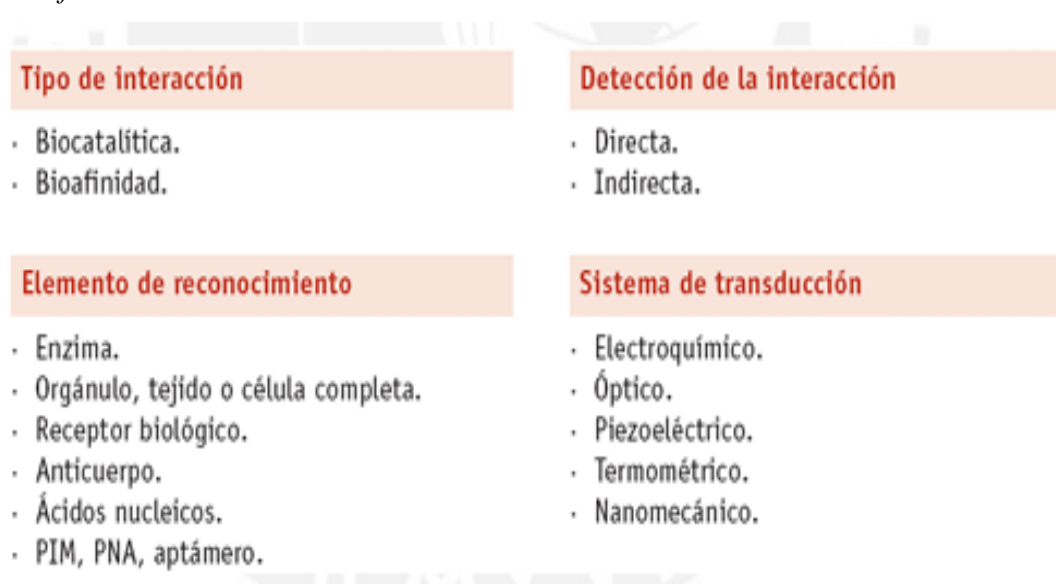 Tipo de interacción
· Biocatalítica.
· Bioafinidad.
Detección de la interacción
· Directa.
· Indirecta.
Elemento de reconocimiento
· Enzima.
· Orgánulo, tejido o célula completa.
· Receptor biológico.
· Anticuerpo.
· Ácidos nucleicos.
· PIM, PNA, aptámero.
Sistema de transducción
· Electroquímico.
· Óptico.
· Piezoeléctrico.
· Termométrico.
· Nanomecánico.